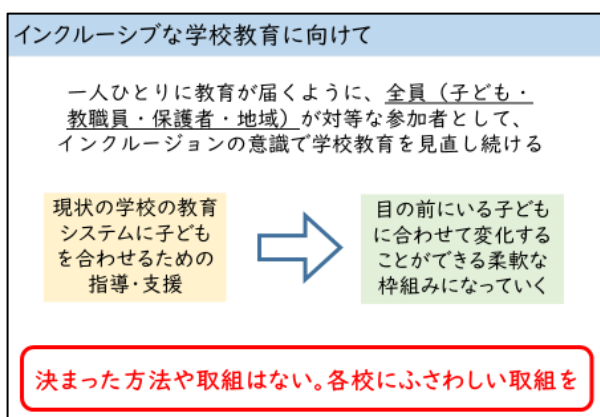 インクルーシブな学校教育に向けて
一人ひとりに教育が届くように、全員（子ども・
教職員・保護者・地域）が対等な参加者として、
インクルージョンの意識で学校教育を見直し続ける
現状の学校の教育
システムに子ども
を合わせるための
指導・支援
目の前にいる子ども
に合わせて変化する
ことができる柔軟な
枠組みになっていく
決まった方法や取組はない。各校にふさわしい取組を